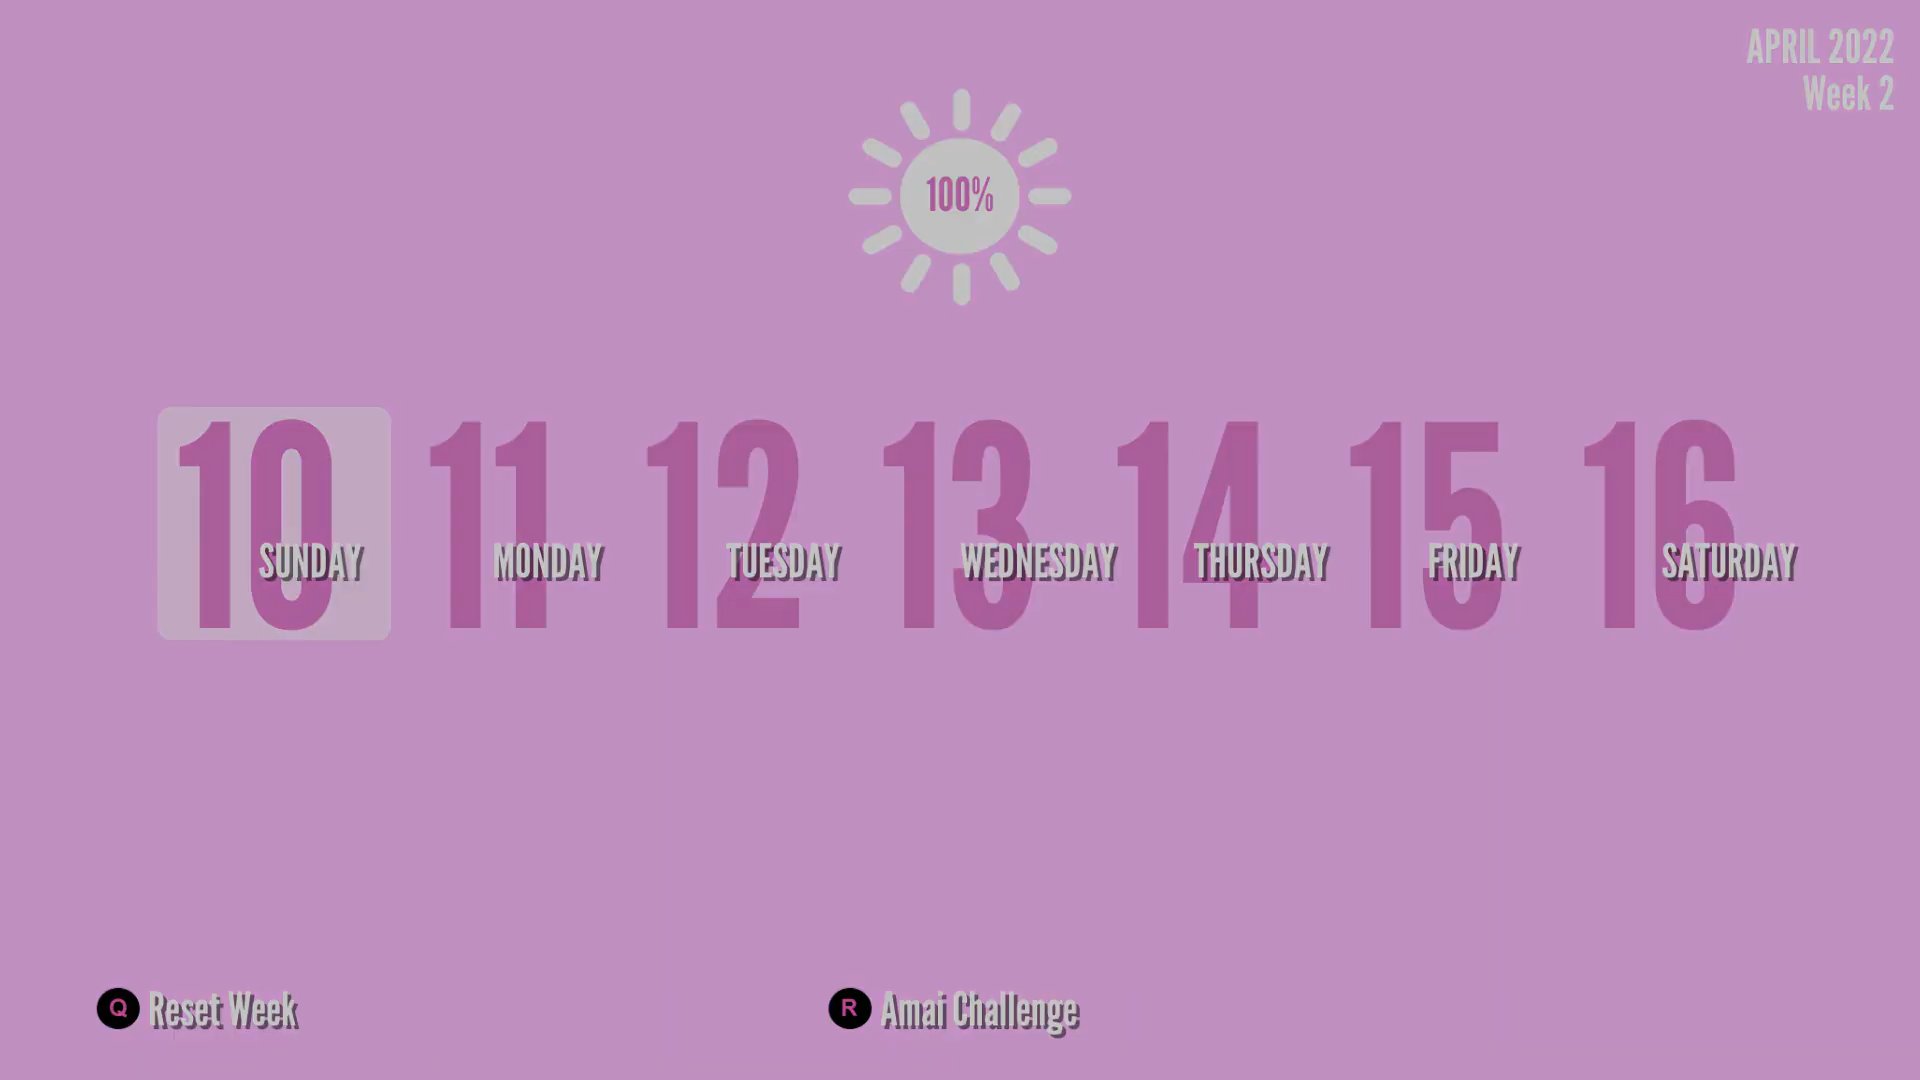 APRIL 2022
Week 2
100%
10 11 12 13 14 15 16
SUNDAY MONDAY TUESDAY WEDNESDAY THURSDAY FRIDAY SATURDAY
Q Reset Week R Amai Challenge